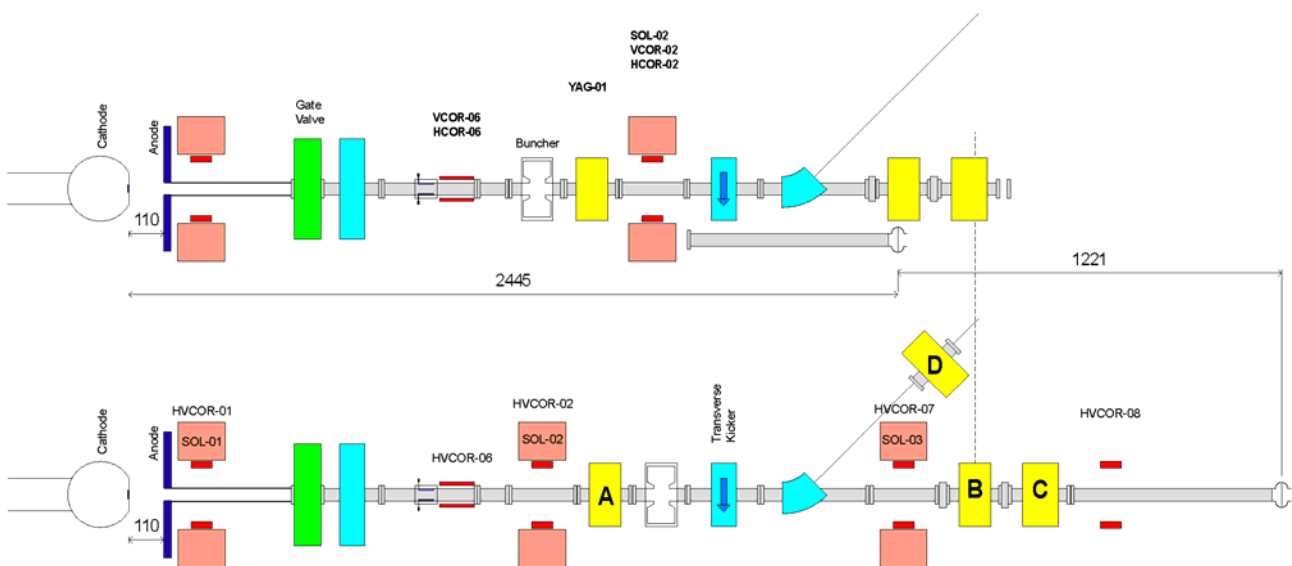 SOL-02
VCOR-02
HCOR-02
YAG-01
Gate
Valve
VCOR-06
HCOR-06
Buncher
Cathode
Anode
110
2445
1221
D
HVCOR-01
HVCOR-02
HVCOR-07
HVCOR-08
Cathode
Anode
SOL-01
HVCOR-06
SOL-02
Transverse
Kicker
SOL-03
A
B
C
110